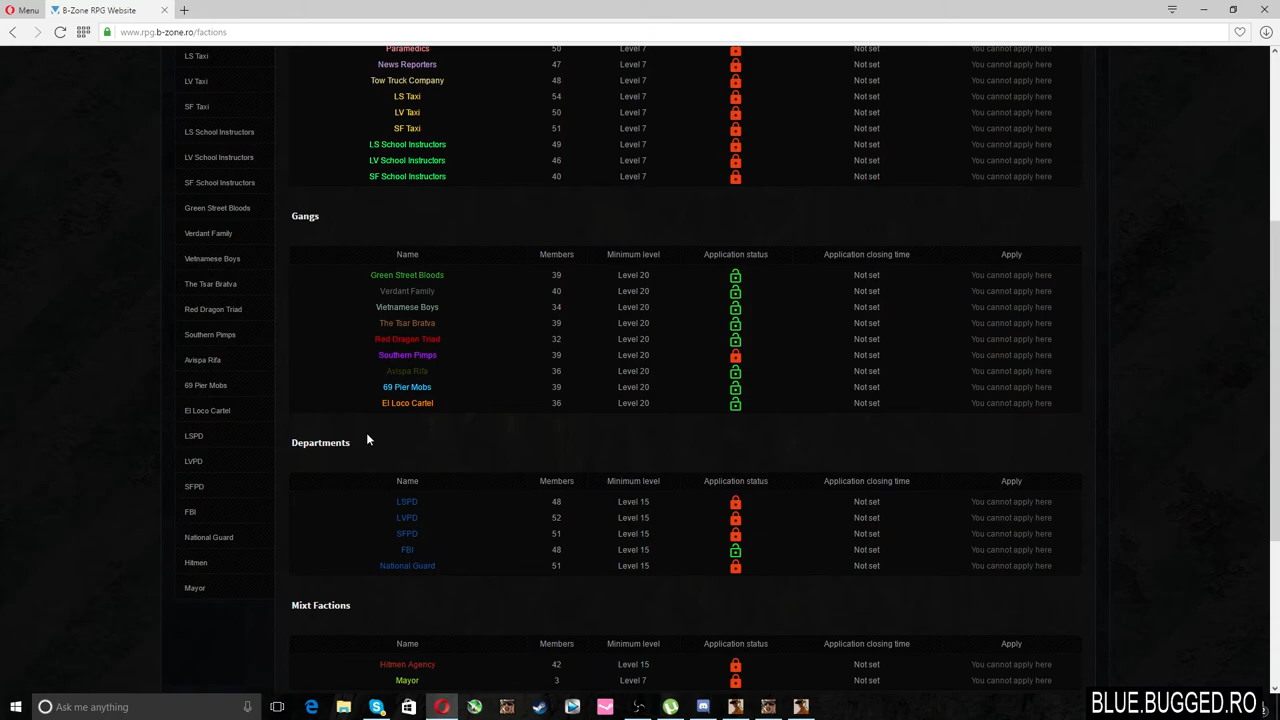 Menu
B-Zone RPG Website
www.rpg.b-zone.ro/factions
LS Taxi
LV Taxi
SF Taxi
LS School Instructors
LV School Instructors
SF School Instructors
Green Street Bloods
Verdant Family
Vietnamese Boys
The Tsar Bratva
Red Dragon Triad
Southern Pimps
Avispa Rifa
69 Pier Mobs
El Loco Cartel
LSPD
LVPD
SFPD
FBI
National Guard
Hitmen
Mayor
Paramedics 50 Level 7 Not set You cannot apply here
News Reporters 47 Level 7 Not set You cannot apply here
Tow Truck Company 48 Level 7 Not set You cannot apply here
LS Taxi 54 Level 7 Not set You cannot apply here
LV Taxi 50 Level 7 Not set You cannot apply here
SF Taxi 51 Level 7 Not set You cannot apply here
LS School Instructors 49 Level 7 Not set You cannot apply here
LV School Instructors 46 Level 7 Not set You cannot apply here
SF School Instructors 40 Level 7 Not set You cannot apply here
Gangs
Name Members Minimum level Application status Application closing time Apply
Green Street Bloods 39 Level 20 Not set You cannot apply here
Verdant Family 40 Level 20 Not set You cannot apply here
Vietnamese Boys 34 Level 20 Not set You cannot apply here
The Tsar Bratva 39 Level 20 Not set You cannot apply here
Red Dragon Triad 32 Level 20 Not set You cannot apply here
Southern Pimps 39 Level 20 Not set You cannot apply here
Avispa Rifa 36 Level 20 Not set You cannot apply here
69 Pier Mobs 39 Level 20 Not set You cannot apply here
El Loco Cartel 36 Level 20 Not set You cannot apply here
Departments
Name Members Minimum level Application status Application closing time Apply
LSPD 48 Level 15 Not set You cannot apply here
LVPD 52 Level 15 Not set You cannot apply here
SFPD 51 Level 15 Not set You cannot apply here
FBI 48 Level 15 Not set You cannot apply here
National Guard 51 Level 15 Not set You cannot apply here
Mixt Factions
Name Members Minimum level Application status Application closing time Apply
Hitmen Agency 42 Level 15 Not set You cannot apply here
Mayor 3 Level 7 Not set You cannot apply here
Ask me anything
BLUE.BUGGED.RO